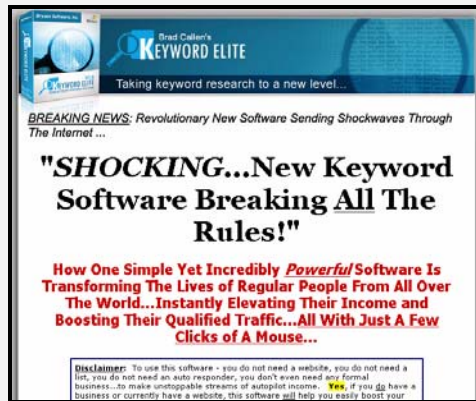 Bryxen Software, Inc.
Brad Callen's
KEYWORD ELITE
Taking keyword research to a new level...
BREAKING NEWS: Revolutionary New Software Sending Shockwaves Through
The Internet ...
"SHOCKING...New Keyword
Software Breaking All The
Rules!"
How One Simple Yet Incredibly Powerful Software Is
Transforming The Lives of Regular People From All Over
The World...Instantly Elevating Their Income and
Boosting Their Qualified Traffic...All With Just A Few
Clicks of A Mouse...
Disclaimer: To use this software - you do not need a website, you do not need a
list, you do not need an auto responder, you don't even need any formal
business...to make unstoppable streams of autopilot income. Yes, if you do have a
business or currently have a website, this software will help you easily boost your